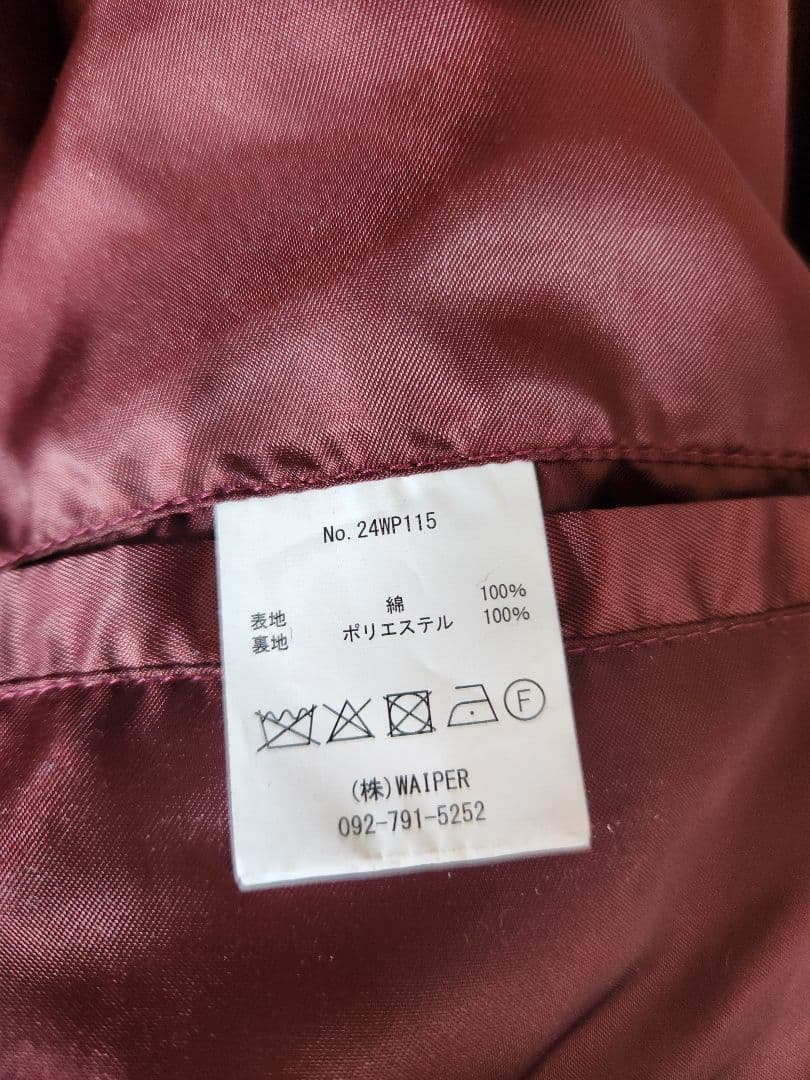 No. 24WP115
表地 綿 100%
裏地 ポリエステル 100%
F
(株)WAIPER
092-791-5252